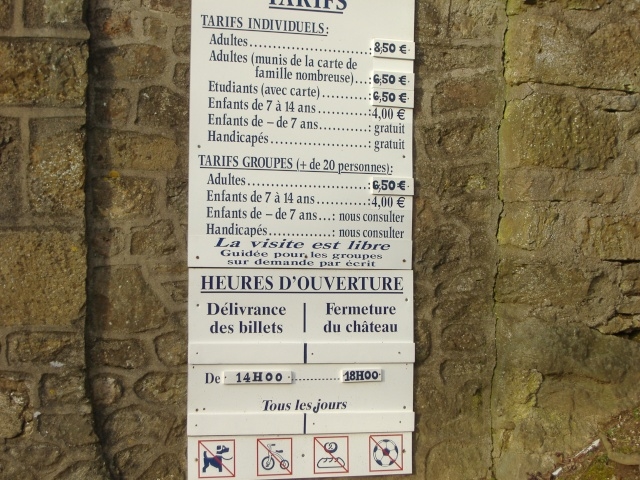 TARIFS
TARIFS INDIVIDUELS:
Adultes................................8,50 €
Adultes (munis de la carte de
famille nombreuse)...:6,50 €
Etudiants (avec carte)............:6,50 €
Enfants de 7 à 14 ans............:4,00 €
Enfants de – de 7 ans............: gratuit
Handicapés..........................: gratuit
TARIFS GROUPES (+ de 20 personnes):
Adultes................................:6,50 €
Enfants de 7 à 14 ans............:4,00 €
Enfants de – de 7 ans...: nous consulter
Handicapés..................: nous consulter
La visite est libre
Guidée pour les groupes
sur demande par écrit
HEURES D'OUVERTURE
Délivrance
des billets
Fermeture
du château
De 14H00 ............ 18H00
Tous les jours